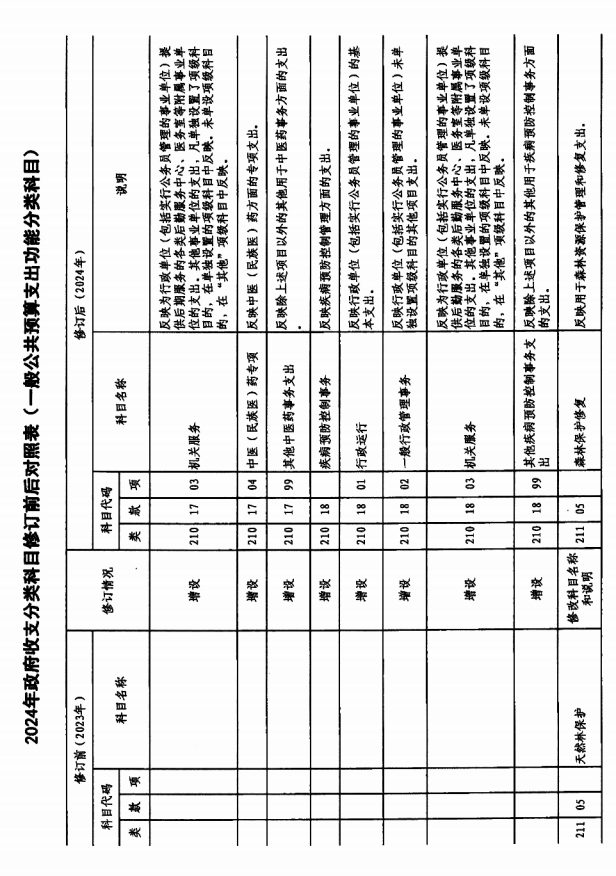 2024年政府收支分类科目修订前后对照表（一般公共预算支出功能分类科目）
修订前（2023年） 修订情况 修订后（2024年）
科目代码 科目名称 科目代码 科目名称 说明
类 款 项 类 款 项
增设 210 17 03 机关服务 反映为行政单位（包括实行公务员管理的事业单位）提
供后期服务的各类后勤服务中心、医务室等附属事业单
位的支出。其他事业单位的支出，凡单独设置了项级科
目的，在单独设置的项级科目中反映。未单设项级科目
的，在“其他”项级科目中反映。
增设 210 17 04 中医（民族医）药专项 反映中医（民族医）药方面的专项支出。
增设 210 17 99 其他中医药事务支出 反映除上述项目以外的其他用于中医药事务方面的支出
。
增设 210 18 疾病预防控制事务 反映疾病预防控制管理方面的支出。
增设 210 18 01 行政运行 反映行政单位（包括实行公务员管理的事业单位）的基
本支出。
增设 210 18 02 一般行政管理事务 反映行政单位（包括实行公务员管理的事业单位）未单
独设置项级科目的其他项目支出。
增设 210 18 03 机关服务 反映为行政单位（包括实行公务员管理的事业单位）提
供后勤服务的各类后勤服务中心、医务室等附属事业单
位的支出。其他事业单位的支出，凡单独设置了项级科
目的，在单独设置的项级科目中反映。未单设项级科目
的，在“其他”项级科目中反映。
增设 210 18 99 其他疾病预防控制事务支
出 反映除上述项目以外的其他用于疾病预防控制事务方面
的支出。
211 05 天然林保护 修改科目名称
和说明 211 05 森林保护修复 反映用于森林资源保护管理和修复支出。